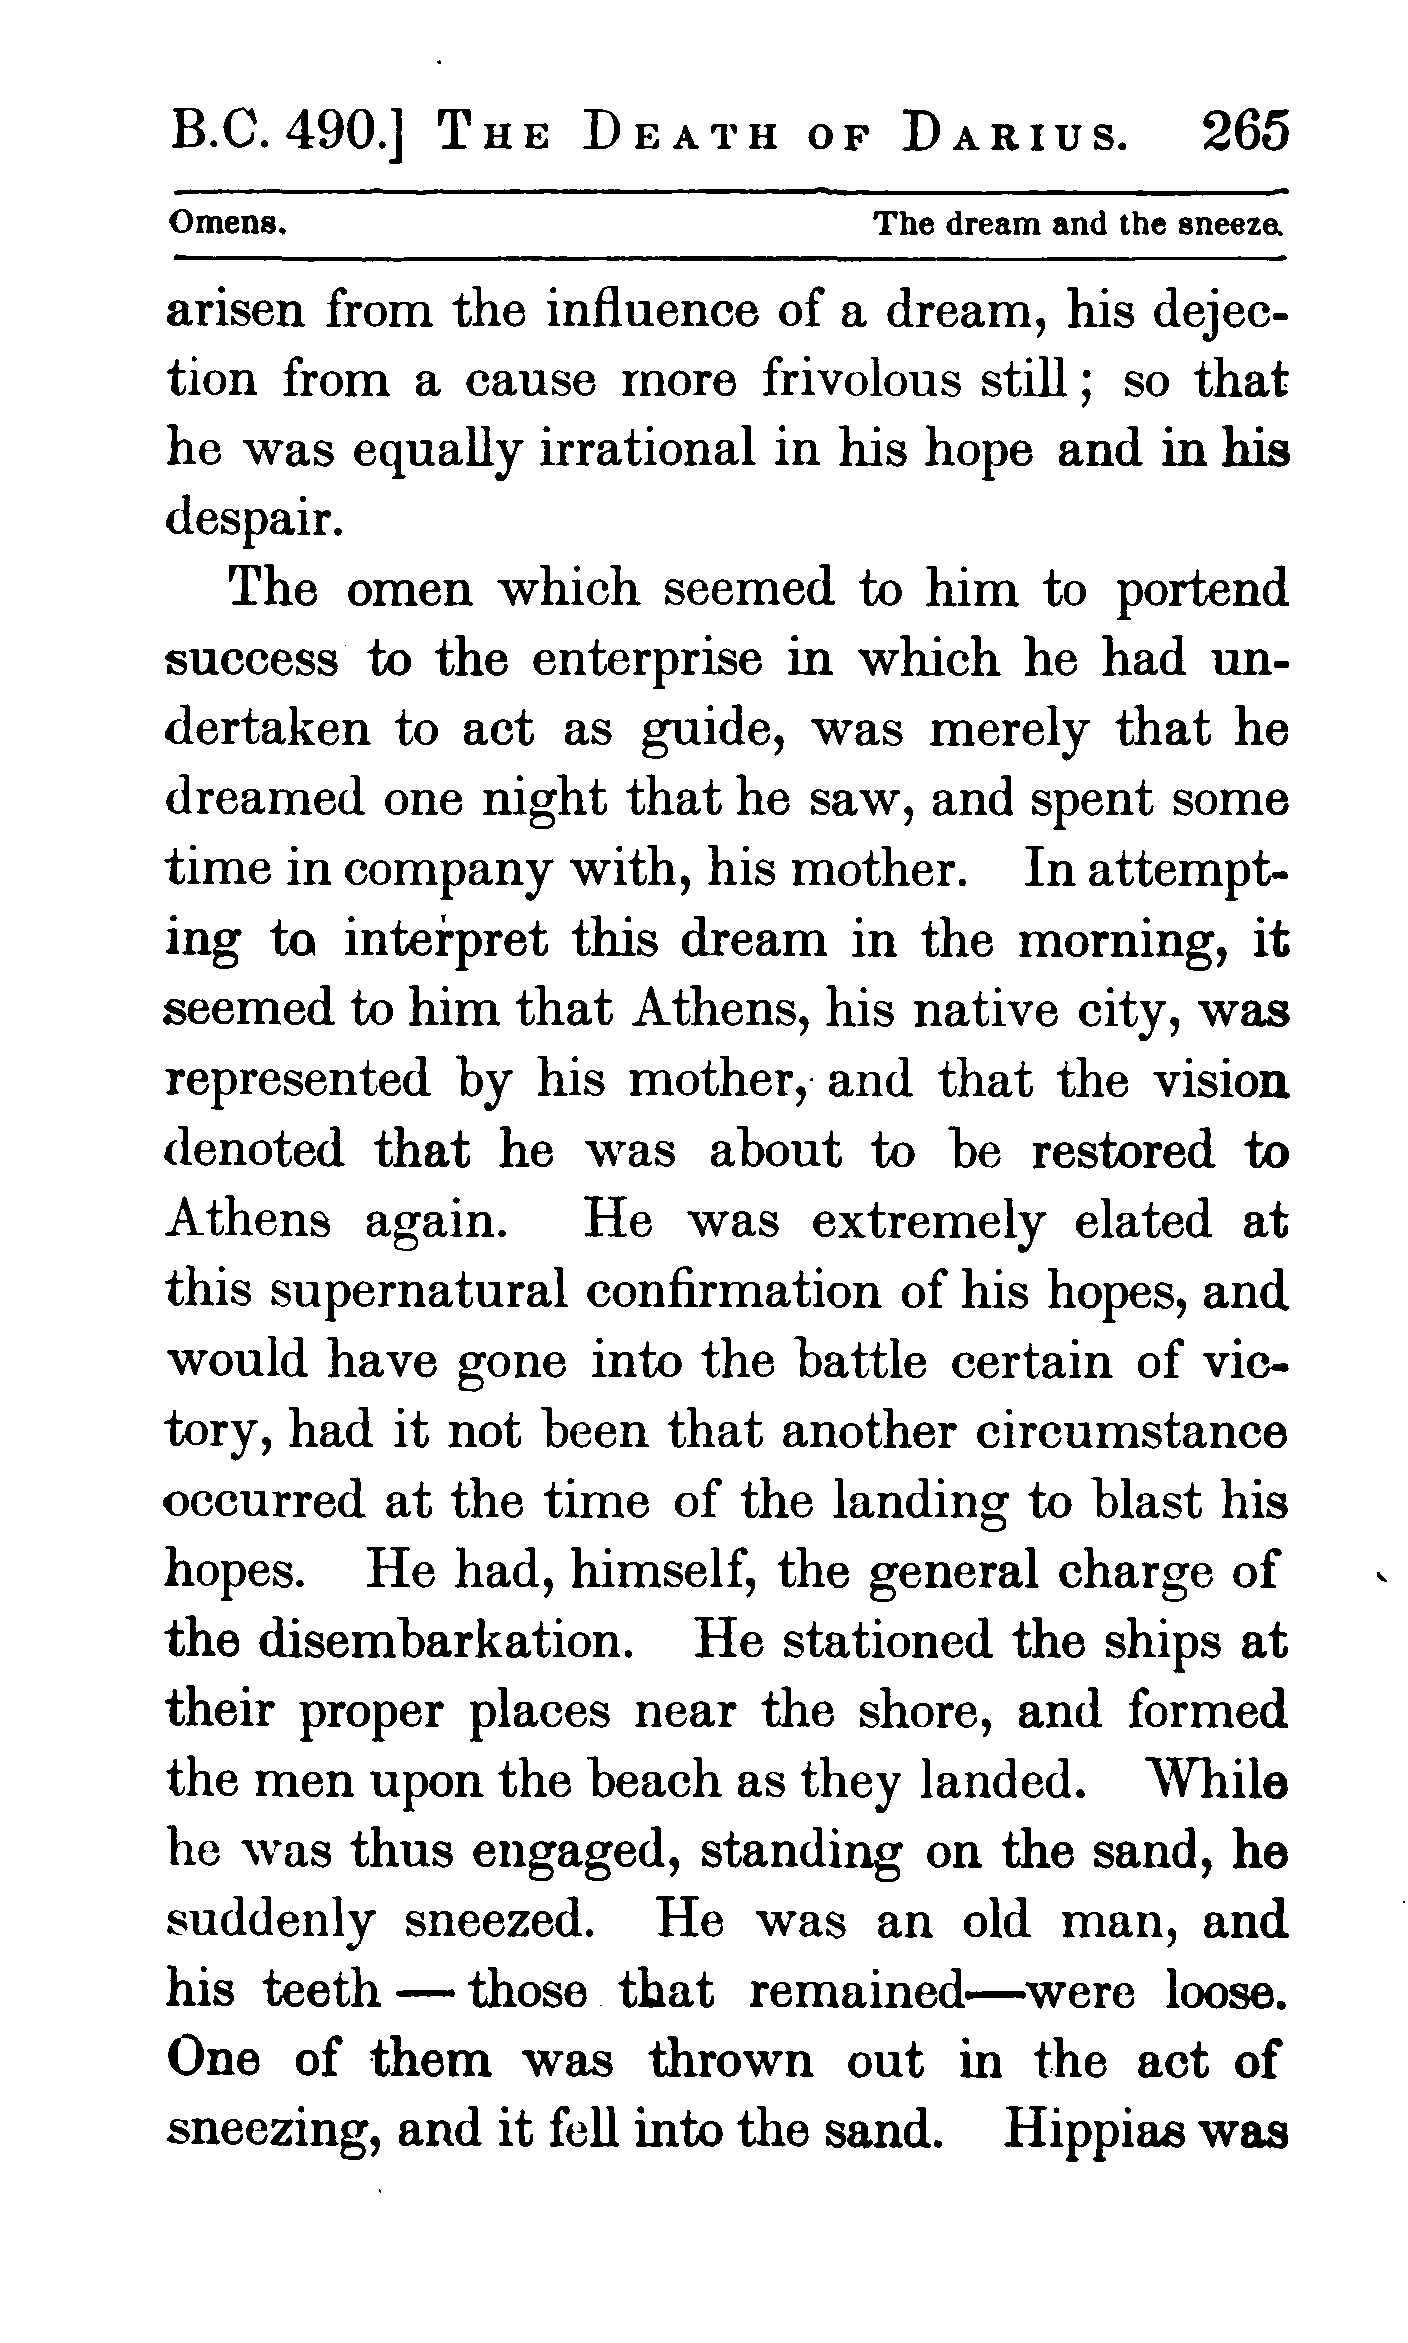 B.C. 490.] THE DEATH OF DARIUS. 265
Omens. The dream and the sneeze.
arisen from the influence of a dream, his dejec-
tion from a cause more frivolous still; so that
he was equally irrational in his hope and in his
despair.
The omen which seemed to him to portend
success to the enterprise in which he had un-
dertaken to act as guide, was merely that he
dreamed one night that he saw, and spent some
time in company with, his mother. In attempt-
ing to interpret this dream in the morning, it
seemed to him that Athens, his native city, was
represented by his mother, and that the vision
denoted that he was about to be restored to
Athens again. He was extremely elated at
this supernatural confirmation of his hopes, and
would have gone into the battle certain of vic-
tory, had it not been that another circumstance
occurred at the time of the landing to blast his
hopes. He had, himself, the general charge of
the disembarkation. He stationed the ships at
their proper places near the shore, and formed
the men upon the beach as they landed. While
he was thus engaged, standing on the sand, he
suddenly sneezed. He was an old man, and
his teeth — those that remained—were loose.
One of them was thrown out in the act of
sneezing, and it fell into the sand. Hippias was